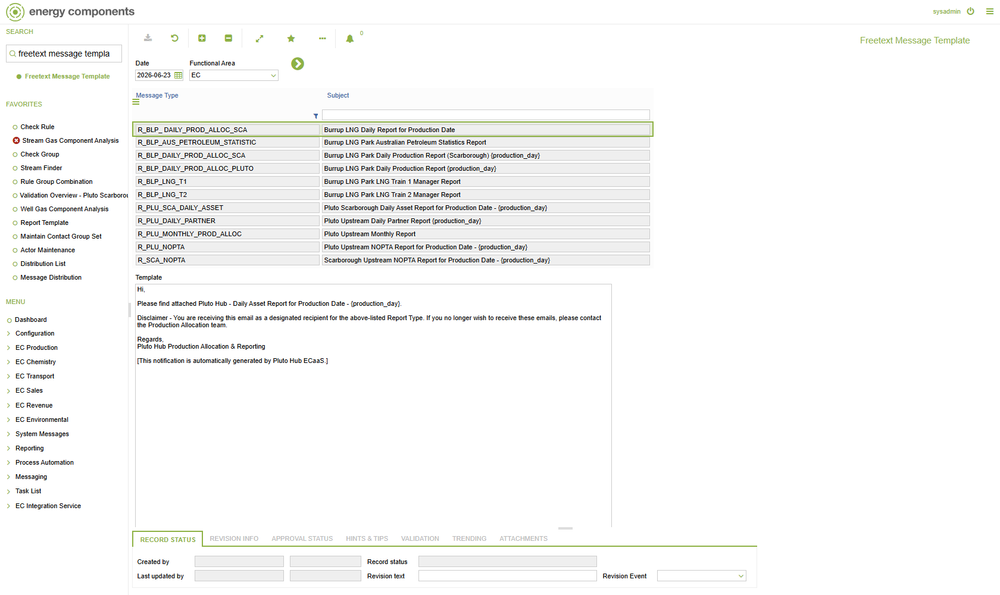 energy components
sysadmin
SEARCH
freetext message templa
Freetext Message Template
FAVORITES
Check Rule
Stream Gas Component Analysis
Check Group
Stream Finder
Rule Group Combination
Validation Overview - Pluto Scarborou
Well Gas Component Analysis
Report Template
Maintain Contact Group Set
Actor Maintenance
Distribution List
Message Distribution
MENU
Dashboard
Configuration
EC Production
EC Chemistry
EC Transport
EC Sales
EC Revenue
EC Environmental
System Messages
Reporting
Process Automation
Messaging
Task List
EC Integration Service
0
Freetext Message Template
Date Functional Area
2026-06-23 EC
Message Type Subject
R_BLP_ DAILY_PROD_ALLOC_SCA Burrup LNG Daily Report for Production Date
R_BLP_AUS_PETROLEUM_STATISTIC Burrup LNG Park Australian Petroleum Statistics Report
R_BLP_DAILY_PROD_ALLOC_SCA Burrup LNG Park Daily Production Report (Scarborough) {production_day}
R_BLP_DAILY_PROD_ALLOC_PLUTO Burrup LNG Park Daily Production Report {production_day}
R_BLP_LNG_T1 Burrup LNG Park LNG Train 1 Manager Report
R_BLP_LNG_T2 Burrup LNG Park LNG Train 2 Manager Report
R_PLU_SCA_DAILY_ASSET Pluto Scarborough Daily Asset Report for Production Date - {production_day}
R_PLU_DAILY_PARTNER Pluto Upstream Daily Partner Report {production_day}
R_PLU_MONTHLY_PROD_ALLOC Pluto Upstream Monthly Report
R_PLU_NOPTA Pluto Upstream NOPTA Report for Production Date - {production_day}
R_SCA_NOPTA Scarborough Upstream NOPTA Report for Production Date - {production_day}
Template
Hi,
Please find attached Pluto Hub - Daily Asset Report for Production Date - {production_day}.
Disclaimer - You are receiving this email as a designated recipient for the above-listed Report Type. If you no longer wish to receive these emails, please contact
the Production Allocation team.
Regards,
Pluto Hub Production Allocation & Reporting
[This notification is automatically generated by Pluto Hub ECaaS.]
RECORD STATUS REVISION INFO APPROVAL STATUS HINTS & TIPS VALIDATION TRENDING ATTACHMENTS
Created by Record status
Last updated by Revision text Revision Event